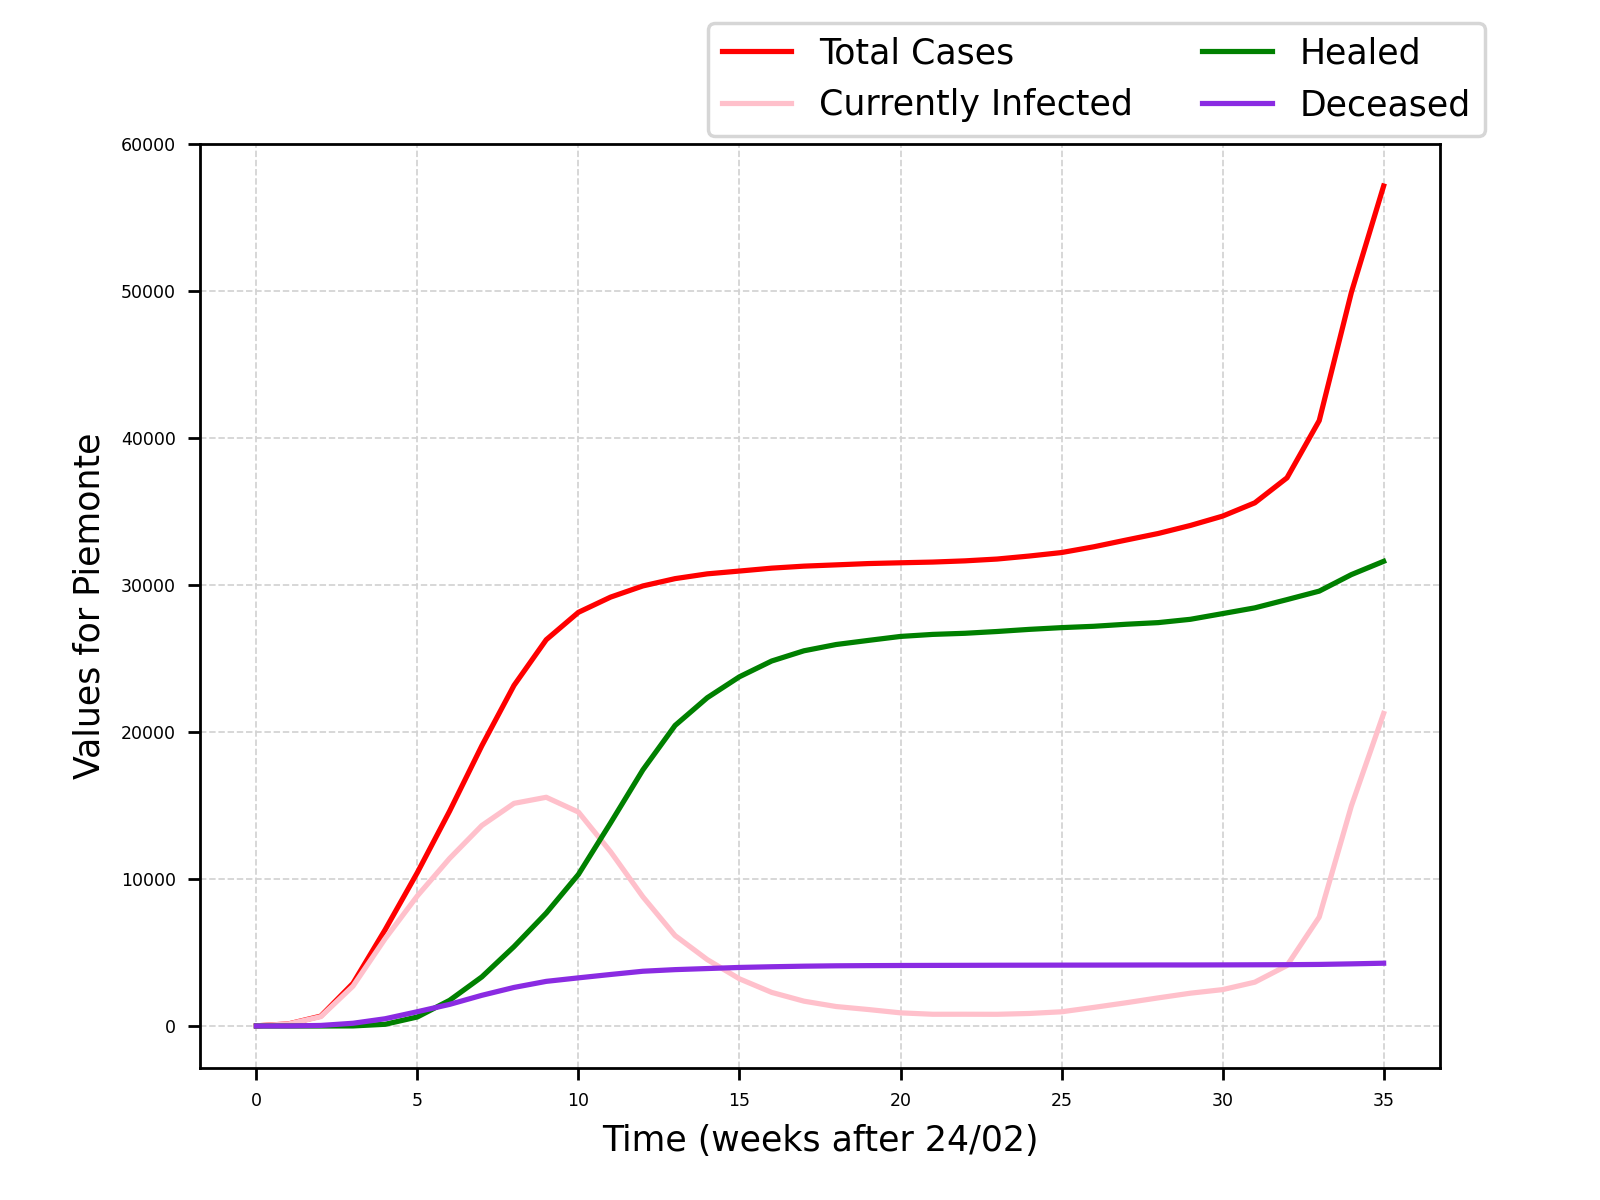 Total Cases
Currently Infected
Healed
Deceased
60000
50000
40000
30000
20000
10000
0
Values for Piemonte
0 5 10 15 20 25 30 35
Time (weeks after 24/02)